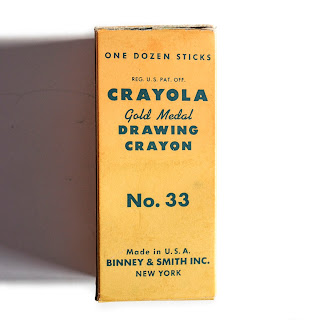 ONE DOZEN STICKS
REG. U.S. PAT. OFF.
CRAYOLA
Gold Medal
DRAWING
CRAYON
No. 33
Made in U.S.A.
BINNEY & SMITH INC.
NEW YORK